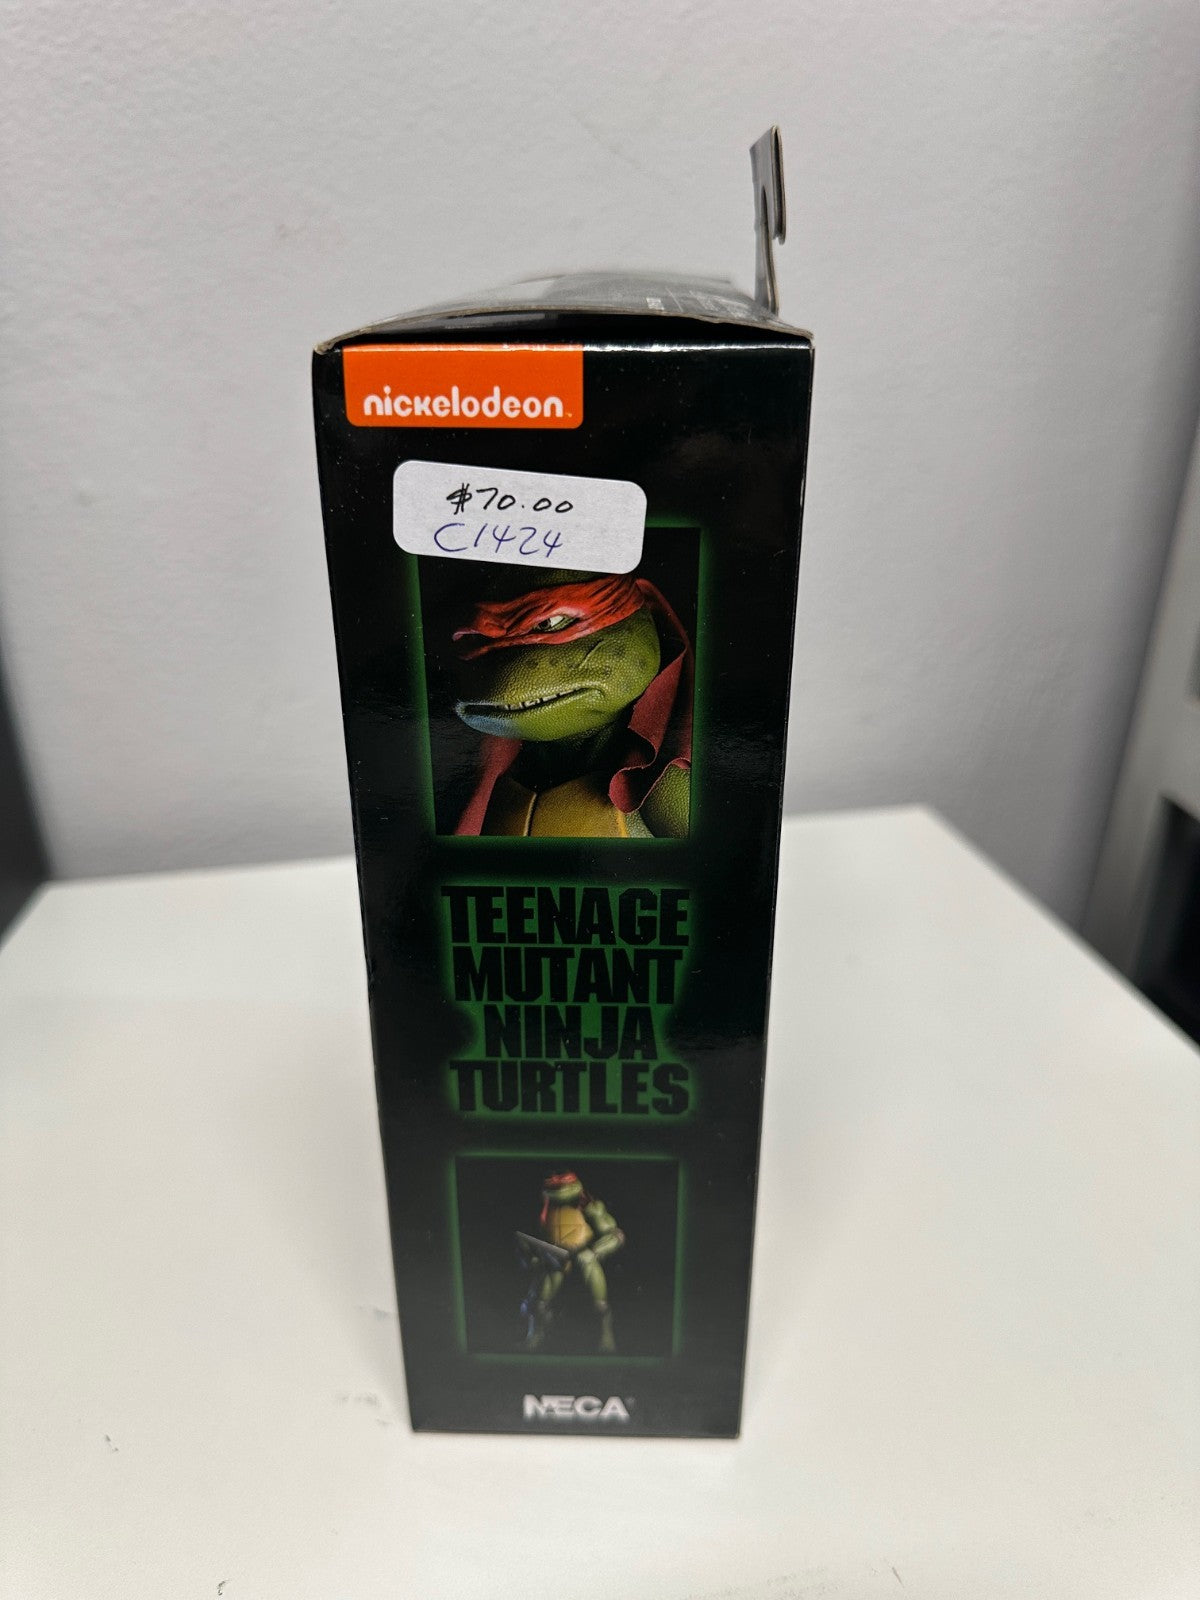 nickelodeon
$70.00
C1424
TEENAGE
MUTANT
NINJA
TURTLES
NECA